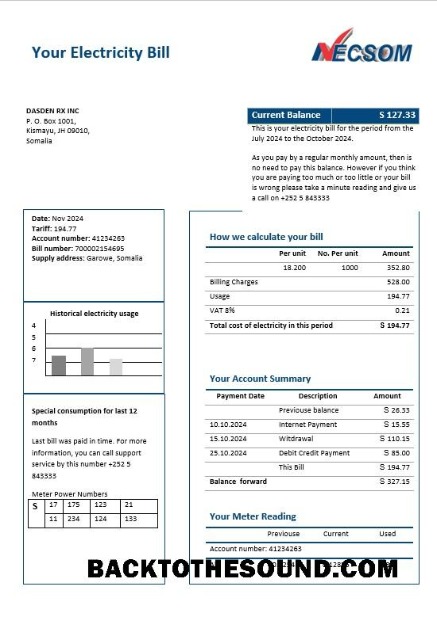 Your Electricity Bill
NECSOM
DASDEN RX INC
P. O. Box 1001,
Kismayu, JH 09010,
Somalia
Current Balance $ 127.33
This is your electricity bill for the period from the
July 2024 to the October 2024.
As you pay by a regular monthly amount, then is
no need to pay this balance. However if you think
you are paying too much or too little or your bill
is wrong please take a minute reading and give us
a call on +252 5 843333
Date: Nov 2024
Tariff: 194.77
Account number: 41234263
Bill number: 700002154695
Supply address: Garowe, Somalia
Historical electricity usage
4
5
6
7
Special consumption for last 12
months
Last bill was paid in time. For more
information, you can call support
service by this number +252 5
843333
Meter Power Numbers
S 17 175 123 21
11 234 124 133
How we calculate your bill
Per unit No. Per unit Amount
18.200 1000 352.80
Billing Charges 528.00
Usage 194.77
VAT 8% 0.21
Total cost of electricity in this period $ 194.77
Your Account Summary
Payment Date Description Amount
Previouse balance $ 26.33
10.10.2024 Internet Payment $ 15.55
15.10.2024 Witdrawal $ 110.15
25.10.2024 Debit Credit Payment $ 85.00
This Bill $ 194.77
Balance forward $ 327.15
Your Meter Reading
Previouse Current Used
Account number: 41234263
BACKTOTHESOUND.COM